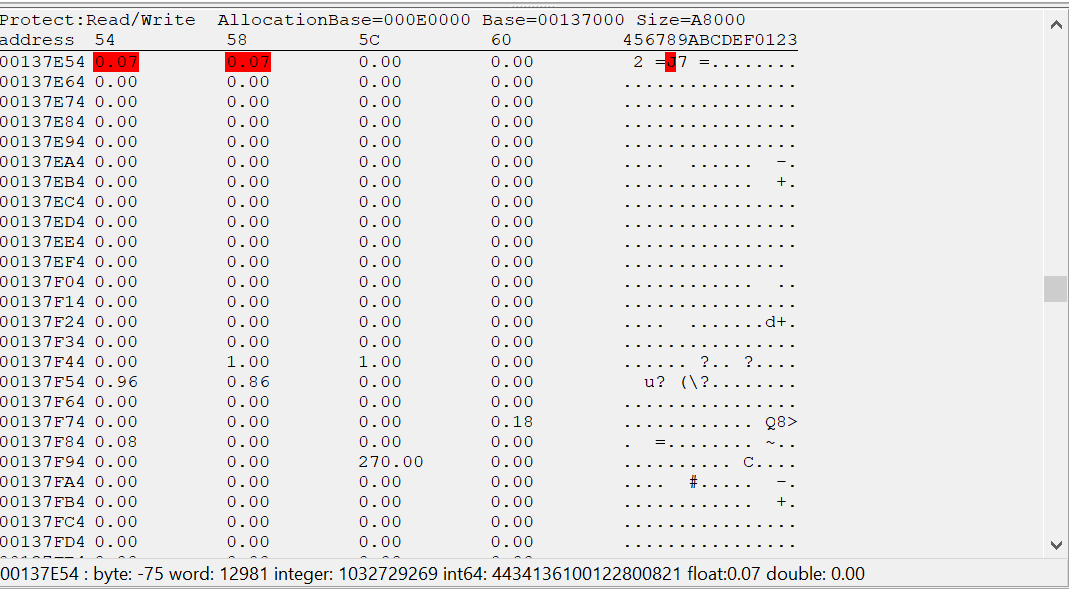 Protect:Read/Write  AllocationBase=000E0000 Base=00137000 Size=A8000
address 54 58 5C 60 456789ABCDEF0123
00137E54 0.07 0.07 0.00 0.00 2 =J7 =........
00137E64 0.00 0.00 0.00 0.00 ................
00137E74 0.00 0.00 0.00 0.00 ................
00137E84 0.00 0.00 0.00 0.00 ................
00137E94 0.00 0.00 0.00 0.00 ................
00137EA4 0.00 0.00 0.00 0.00 .... ...... -.
00137EB4 0.00 0.00 0.00 0.00 ............ +.
00137EC4 0.00 0.00 0.00 0.00 ................
00137ED4 0.00 0.00 0.00 0.00 ................
00137EE4 0.00 0.00 0.00 0.00 ................
00137EF4 0.00 0.00 0.00 0.00 ...............
00137F04 0.00 0.00 0.00 0.00 ............ ..
00137F14 0.00 0.00 0.00 0.00 ................
00137F24 0.00 0.00 0.00 0.00 .... .......d+.
00137F34 0.00 0.00 0.00 0.00 ................
00137F44 0.00 1.00 1.00 0.00 ...... ?.. ?....
00137F54 0.96 0.86 0.00 0.00 u? (\?........
00137F64 0.00 0.00 0.00 0.00 ................
00137F74 0.00 0.00 0.00 0.18 ............ Q8>
00137F84 0.08 0.00 0.00 0.00 . =........ ~..
00137F94 0.00 0.00 270.00 0.00 .......... C....
00137FA4 0.00 0.00 0.00 0.00 .... #..... -.
00137FB4 0.00 0.00 0.00 0.00 ............ +.
00137FC4 0.00 0.00 0.00 0.00 ................
00137FD4 0.00 0.00 0.00 0.00 ................
00137E54 : byte: -75 word: 12981 integer: 1032729269 int64: 4434136100122800821 float:0.07 double: 0.00